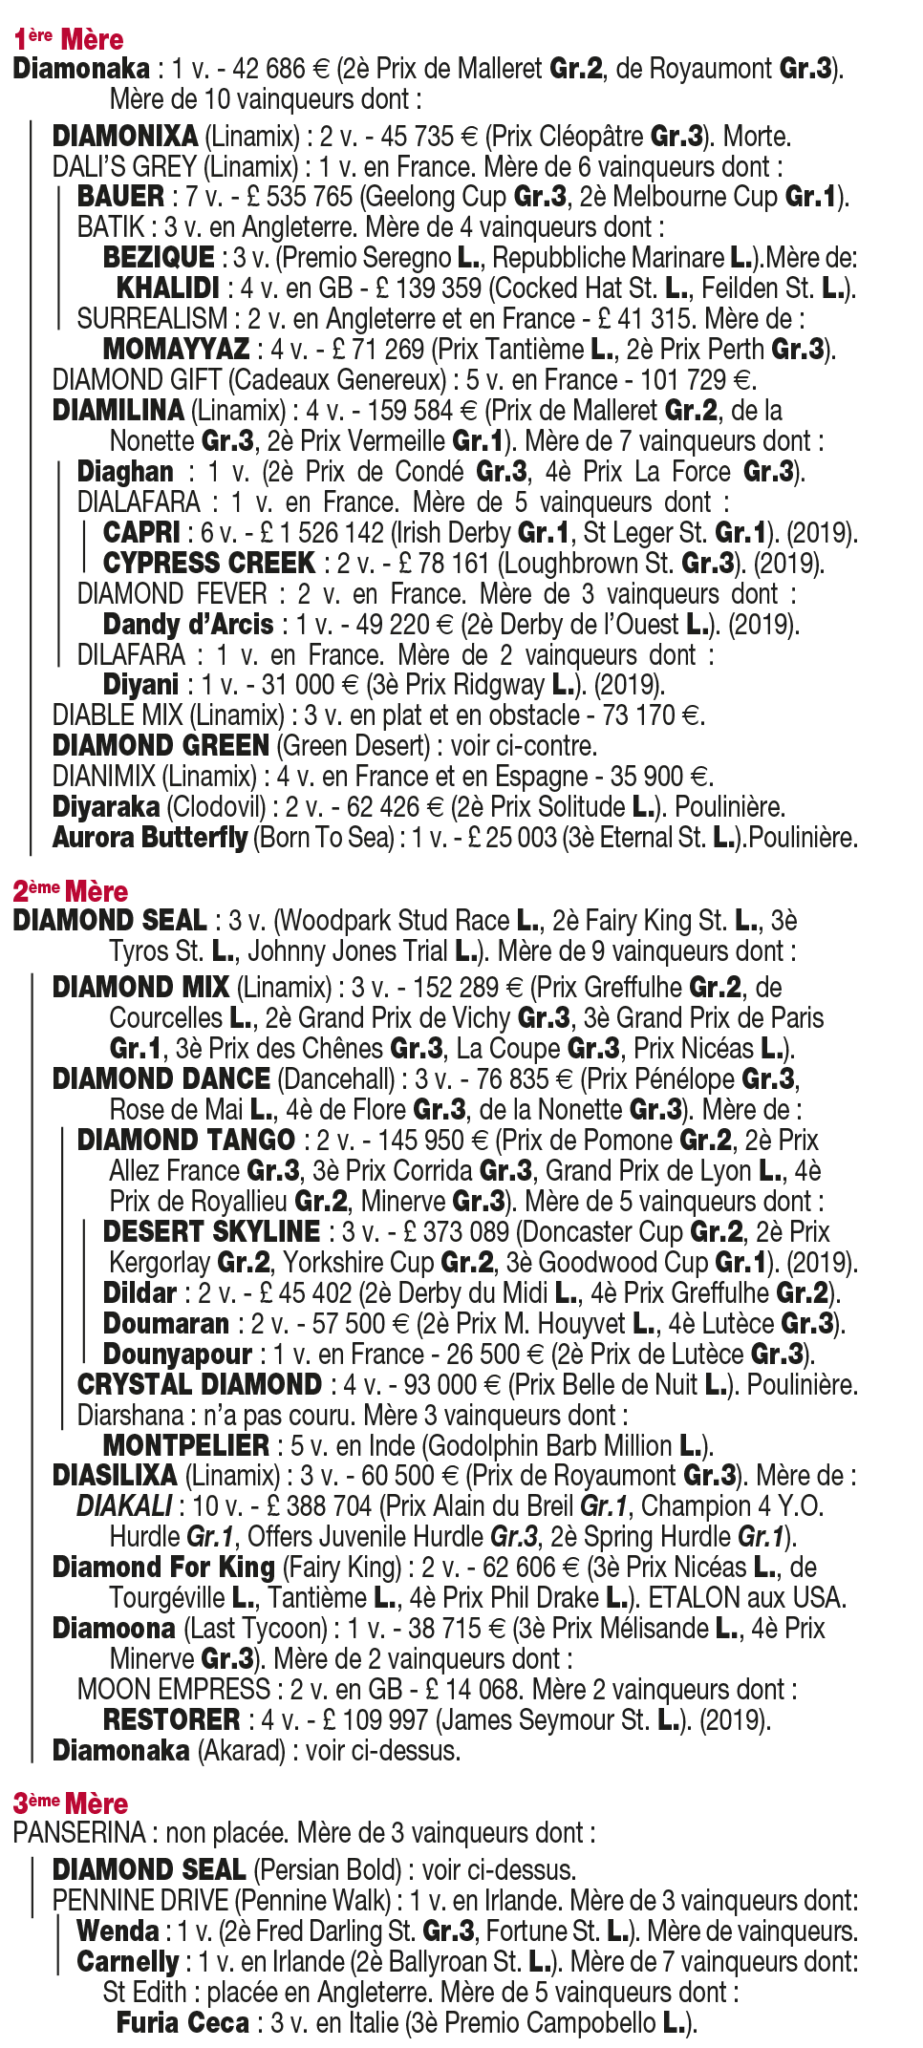 1ère Mère
Diamonaka : 1 v. - 42 686 € (2è Prix de Malleret Gr.2, de Royaumont Gr.3).
Mère de 10 vainqueurs dont :
DIAMONIXA (Linamix) : 2 v. - 45 735 € (Prix Cléopâtre Gr.3). Morte.
DALI’S GREY (Linamix) : 1 v. en France. Mère de 6 vainqueurs dont :
BAUER : 7 v. - £ 535 765 (Geelong Cup Gr.3, 2è Melbourne Cup Gr.1).
BATIK : 3 v. en Angleterre. Mère de 4 vainqueurs dont :
BEZIQUE : 3 v. (Premio Seregno L., Repubbliche Marinare L.).Mère de:
KHALIDI : 4 v. en GB - £ 139 359 (Cocked Hat St. L., Feilden St. L.).
SURREALISM : 2 v. en Angleterre et en France - £ 41 315. Mère de :
MOMAYYAZ : 4 v. - £ 71 269 (Prix Tantième L., 2è Prix Perth Gr.3).
DIAMOND GIFT (Cadeaux Genereux) : 5 v. en France - 101 729 €.
DIAMILINA (Linamix) : 4 v. - 159 584 € (Prix de Malleret Gr.2, de la
Nonette Gr.3, 2è Prix Vermeille Gr.1). Mère de 7 vainqueurs dont :
Diaghan : 1 v. (2è Prix de Condé Gr.3, 4è Prix La Force Gr.3).
DIALAFARA : 1 v. en France. Mère de 5 vainqueurs dont :
CAPRI : 6 v. - £ 1 526 142 (Irish Derby Gr.1, St Leger St. Gr.1). (2019).
CYPRESS CREEK : 2 v. - £ 78 161 (Loughbrown St. Gr.3). (2019).
DIAMOND FEVER : 2 v. en France. Mère de 3 vainqueurs dont :
Dandy d’Arcis : 1 v. - 49 220 € (2è Derby de l’Ouest L.). (2019).
DILAFARA : 1 v. en France. Mère de 2 vainqueurs dont :
Diyani : 1 v. - 31 000 € (3è Prix Ridgway L.). (2019).
DIABLE MIX (Linamix) : 3 v. en plat et en obstacle - 73 170 €.
DIAMOND GREEN (Green Desert) : voir ci-contre.
DIANIMIX (Linamix) : 4 v. en France et en Espagne - 35 900 €.
Diyaraka (Clodovil) : 2 v. - 62 426 € (2è Prix Solitude L.). Poulinière.
Aurora Butterfly (Born To Sea) : 1 v. - £ 25 003 (3è Eternal St. L.).Poulinière.
2ème Mère
DIAMOND SEAL : 3 v. (Woodpark Stud Race L., 2è Fairy King St. L., 3è
Tyros St. L., Johnny Jones Trial L.). Mère de 9 vainqueurs dont :
DIAMOND MIX (Linamix) : 3 v. - 152 289 € (Prix Greffulhe Gr.2, de
Courcelles L., 2è Grand Prix de Vichy Gr.3, 3è Grand Prix de Paris
Gr.1, 3è Prix des Chênes Gr.3, La Coupe Gr.3, Prix Nicéas L.).
DIAMOND DANCE (Dancehall) : 3 v. - 76 835 € (Prix Pénélope Gr.3,
Rose de Mai L., 4è de Flore Gr.3, de la Nonette Gr.3). Mère de :
DIAMOND TANGO : 2 v. - 145 950 € (Prix de Pomone Gr.2, 2è Prix
Allez France Gr.3, 3è Prix Corrida Gr.3, Grand Prix de Lyon L., 4è
Prix de Royallieu Gr.2, Minerve Gr.3). Mère de 5 vainqueurs dont :
DESERT SKYLINE : 3 v. - £ 373 089 (Doncaster Cup Gr.2, 2è Prix
Kergorlay Gr.2, Yorkshire Cup Gr.2, 3è Goodwood Cup Gr.1). (2019).
Dildar : 2 v. - £ 45 402 (2è Derby du Midi L., 4è Prix Greffulhe Gr.2).
Doumaran : 2 v. - 57 500 € (2è Prix M. Houyvet L., 4è Lutèce Gr.3).
Dounyapour : 1 v. en France - 26 500 € (2è Prix de Lutèce Gr.3).
CRYSTAL DIAMOND : 4 v. - 93 000 € (Prix Belle de Nuit L.). Poulinière.
Diarshana : n’a pas couru. Mère 3 vainqueurs dont :
MONTPELIER : 5 v. en Inde (Godolphin Barb Million L.).
DIASILIXA (Linamix) : 3 v. - 60 500 € (Prix de Royaumont Gr.3). Mère de :
DIAKALI : 10 v. - £ 388 704 (Prix Alain du Breil Gr.1, Champion 4 Y.O.
Hurdle Gr.1, Offers Juvenile Hurdle Gr.3, 2è Spring Hurdle Gr.1).
Diamond For King (Fairy King) : 2 v. - 62 606 € (3è Prix Nicéas L., de
Tourgéville L., Tantième L., 4è Prix Phil Drake L.). ETALON aux USA.
Diamoona (Last Tycoon) : 1 v. - 38 715 € (3è Prix Mélisande L., 4è Prix
Minerve Gr.3). Mère de 2 vainqueurs dont :
MOON EMPRESS : 2 v. en GB - £ 14 068. Mère 2 vainqueurs dont :
RESTORER : 4 v. - £ 109 997 (James Seymour St. L.). (2019).
Diamonaka (Akarad) : voir ci-dessus.
3ème Mère
PANSERINA : non placée. Mère de 3 vainqueurs dont :
DIAMOND SEAL (Persian Bold) : voir ci-dessus.
PENNINE DRIVE (Pennine Walk) : 1 v. en Irlande. Mère de 3 vainqueurs dont:
Wenda : 1 v. (2è Fred Darling St. Gr.3, Fortune St. L.). Mère de vainqueurs.
Carnelly : 1 v. en Irlande (2è Ballyroan St. L.). Mère de 7 vainqueurs dont:
St Edith : placée en Angleterre. Mère de 5 vainqueurs dont :
Furia Ceca : 3 v. en Italie (3è Premio Campobello L.).